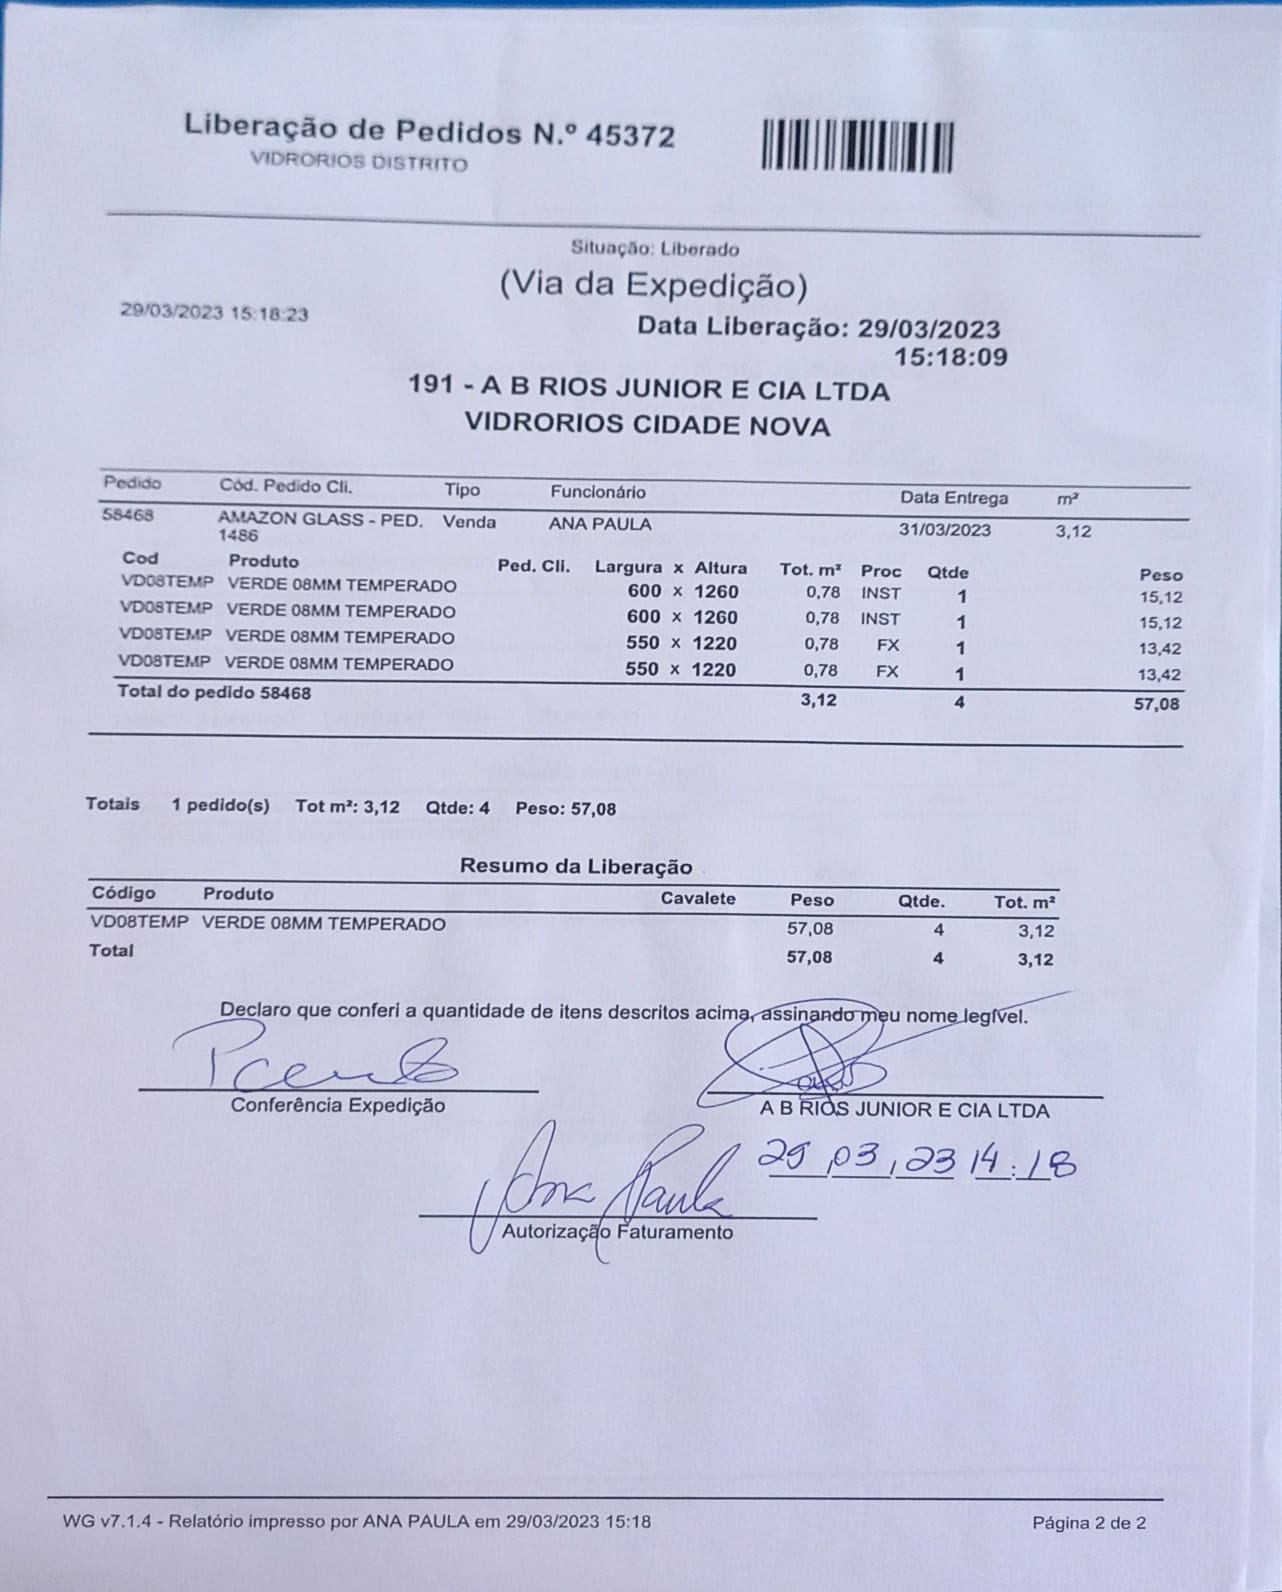 Liberação de Pedidos N.º 45372
VIDRORIOS DISTRITO
Situação: Liberado
(Via da Expedição)
29/03/2023 15:18:23
Data Liberação: 29/03/2023
15:18:09
191 - A B RIOS JUNIOR E CIA LTDA
VIDRORIOS CIDADE NOVA
Pedido Cód. Pedido Cli. Tipo Funcionário Data Entrega m²
58468 AMAZON GLASS - PED. Venda ANA PAULA 31/03/2023 3,12
1486
Cod Produto Ped. Cli. Largura x Altura Tot. m² Proc Qtde Peso
VD08TEMP VERDE 08MM TEMPERADO 600 x 1260 0,78 INST 1 15,12
VD08TEMP VERDE 08MM TEMPERADO 600 x 1260 0,78 INST 1 15,12
VD08TEMP VERDE 08MM TEMPERADO 550 x 1220 0,78 FX 1 13,42
VD08TEMP VERDE 08MM TEMPERADO 550 x 1220 0,78 FX 1 13,42
Total do pedido 58468 3,12 4 57,08
Totais 1 pedido(s) Tot m²: 3,12 Qtde: 4 Peso: 57,08
Resumo da Liberação
Código Produto Cavalete Peso Qtde. Tot. m²
VD08TEMP VERDE 08MM TEMPERADO 57,08 4 3,12
Total 57,08 4 3,12
Declaro que conferi a quantidade de itens descritos acima, assinando meu nome legível.
Conferência Expedição
A B RIOS JUNIOR E CIA LTDA
29,03,23 14:18
Ana Paula
Autorização Faturamento
WG v7.1.4 - Relatório impresso por ANA PAULA em 29/03/2023 15:18
Página 2 de 2